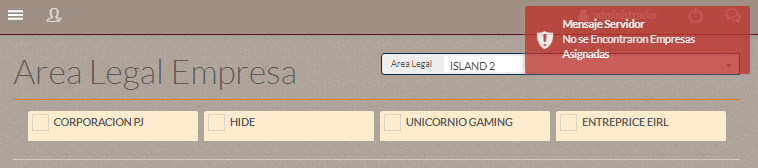 administrador
Mensaje Servidor
No se Encontraron Empresas
Asignadas
Area Legal Empresa
Area Legal
ISLAND 2
CORPORACION PJ
HIDE
UNICORNIO GAMING
ENTREPRICE EIRL